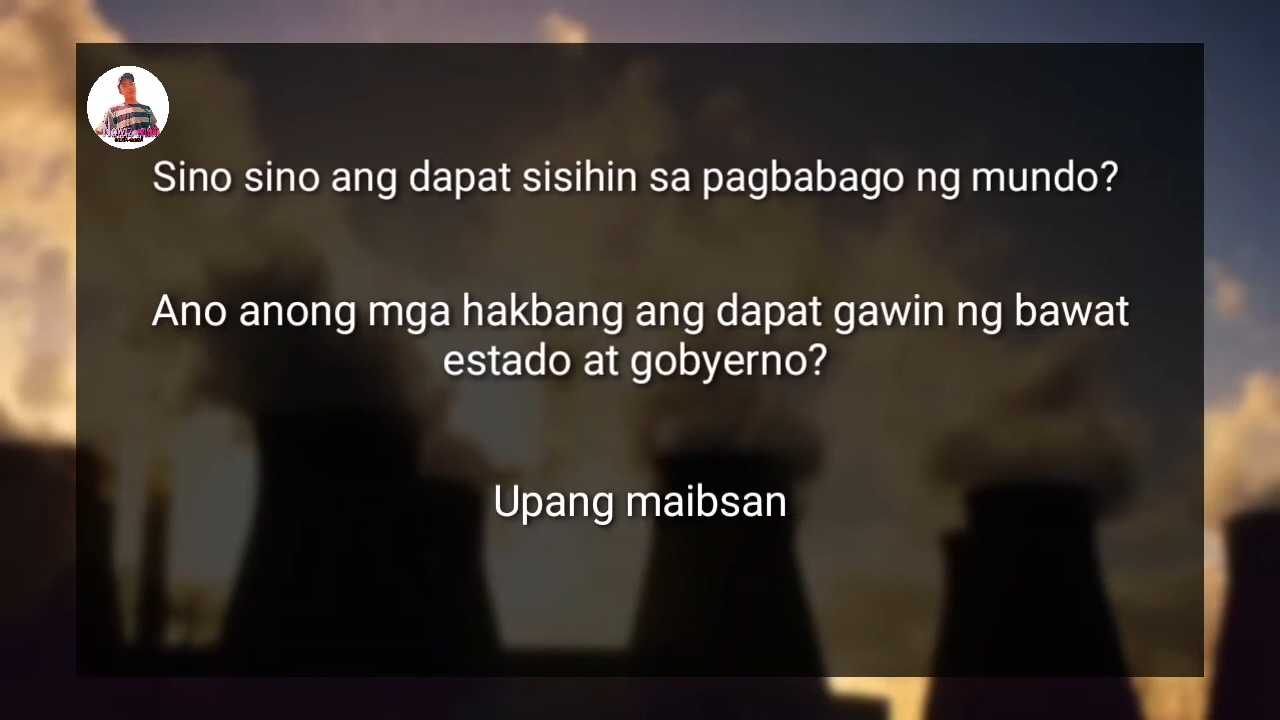 Sino sino ang dapat sisihin sa pagbabago ng mundo?
Ano anong mga hakbang ang dapat gawin ng bawat
estado at gobyerno?
Upang maibsan